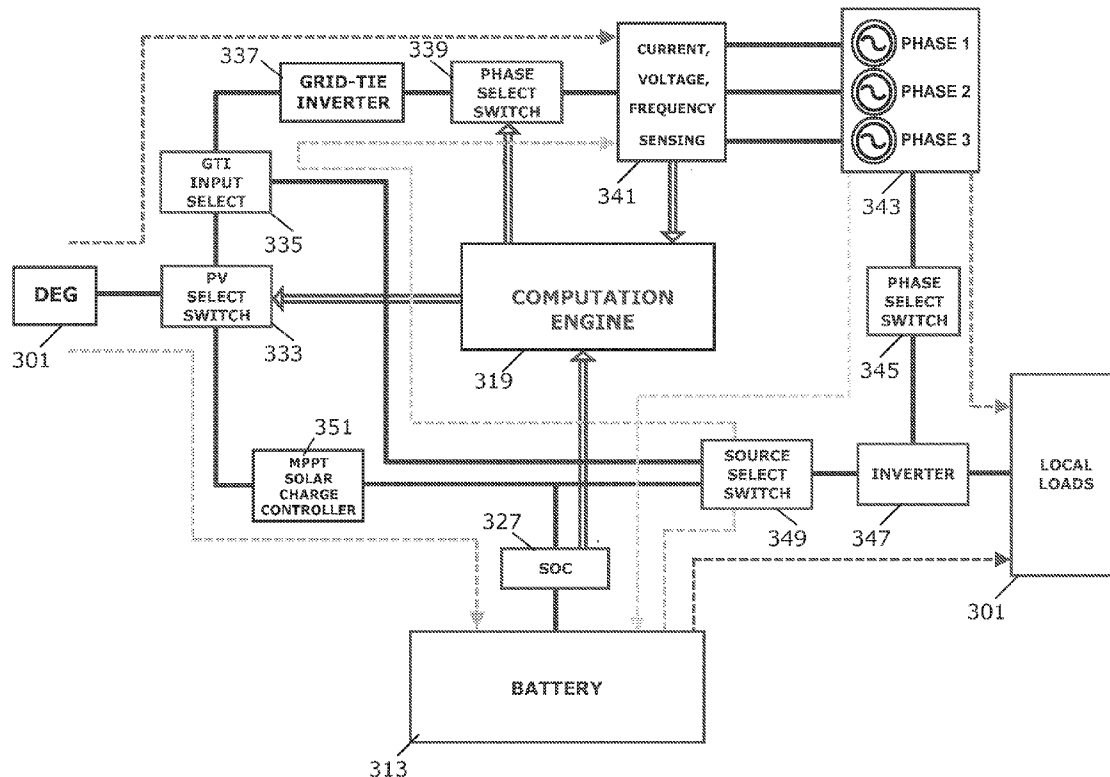 337
GRID-TIE
INVERTER
339
PHASE
SELECT
SWITCH
CURRENT,
VOLTAGE,
FREQUENCY
SENSING
341
PHASE 1
PHASE 2
PHASE 3
343
GTI
INPUT
SELECT
335
DEG
301
PV
SELECT
SWITCH
333
COMPUTATION
ENGINE
319
PHASE
SELECT
SWITCH
345
351
MPPT
SOLAR
CHARGE
CONTROLLER
327
SOC
SOURCE
SELECT
SWITCH
349
INVERTER
347
LOCAL
LOADS
301
BATTERY
313